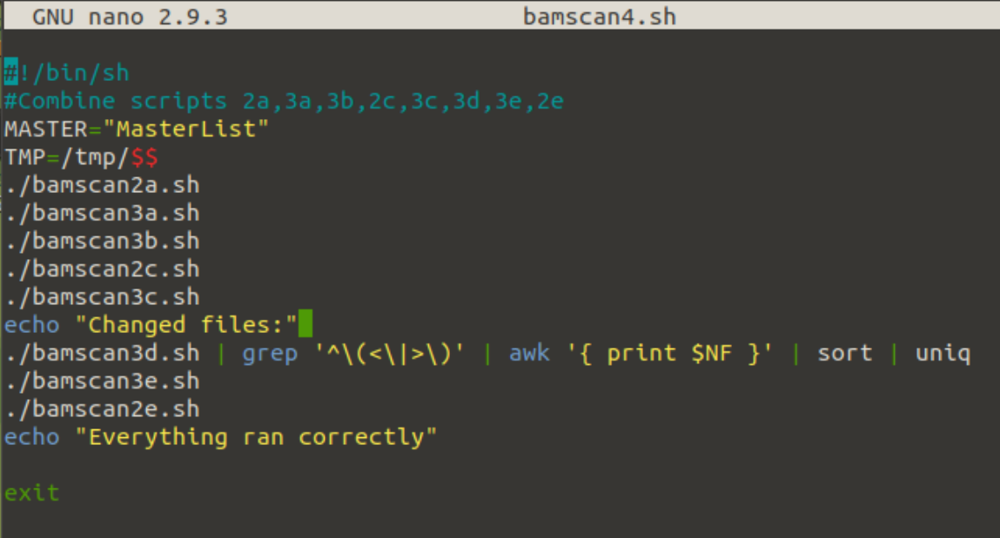 GNU nano 2.9.3 bamscan4.sh
#!/bin/sh
#Combine scripts 2a,3a,3b,2c,3c,3d,3e,2e
MASTER="MasterList"
TMP=/tmp/$$
./bamscan2a.sh
./bamscan3a.sh
./bamscan3b.sh
./bamscan2c.sh
./bamscan3c.sh
echo "Changed files:"
./bamscan3d.sh | grep '^\(<\|>\)' | awk '{ print $NF }' | sort | uniq
./bamscan3e.sh
./bamscan2e.sh
echo "Everything ran correctly"
exit